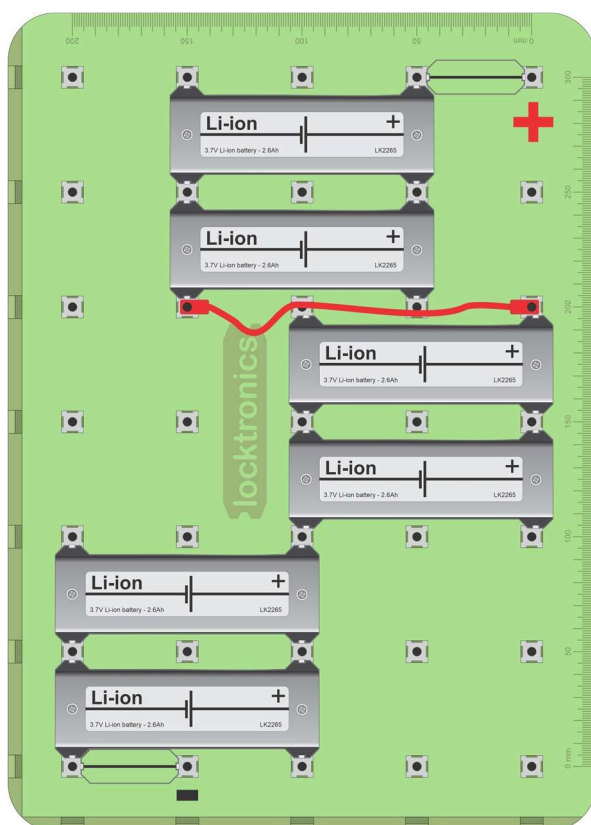 200 150 100 50 0 mm
300
Li-ion
+
3.7V Li-ion battery - 2.6Ah LK2265
250
Li-ion
+
3.7V Li-ion battery - 2.6Ah LK2265
200
locktronics
Li-ion
+
3.7V Li-ion battery - 2.6Ah LK2265
150
Li-ion
+
3.7V Li-ion battery - 2.6Ah LK2265
100
Li-ion
+
3.7V Li-ion battery - 2.6Ah LK2265
50
Li-ion
+
3.7V Li-ion battery - 2.6Ah LK2265
0 mm